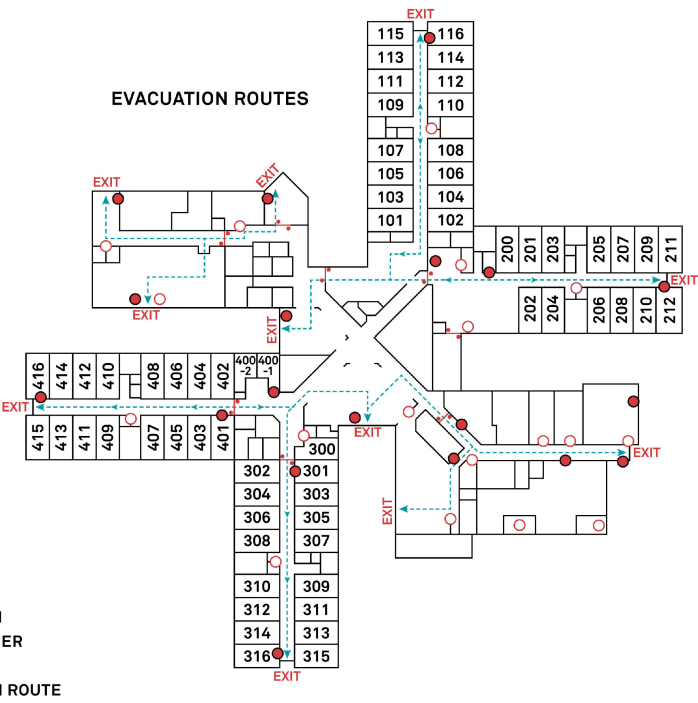 EXIT
115 116
113 114
EVACUATION ROUTES
111 112
109 110
107 108
105 106
EXIT EXIT
103 104
101 102
200 201 203 205 207 209 211
EXIT
202 204 206 208 210 212
EXIT
EXIT
400 400
-2 -1
416 414 412 410 408 406 404 402
EXIT
415 413 411 409 407 405 403 401
EXIT
300
EXIT
302 301
304 303
EXIT
306 305
308 307
310 309
312 311
314 313
316 315
EXIT
ER
ROUTE